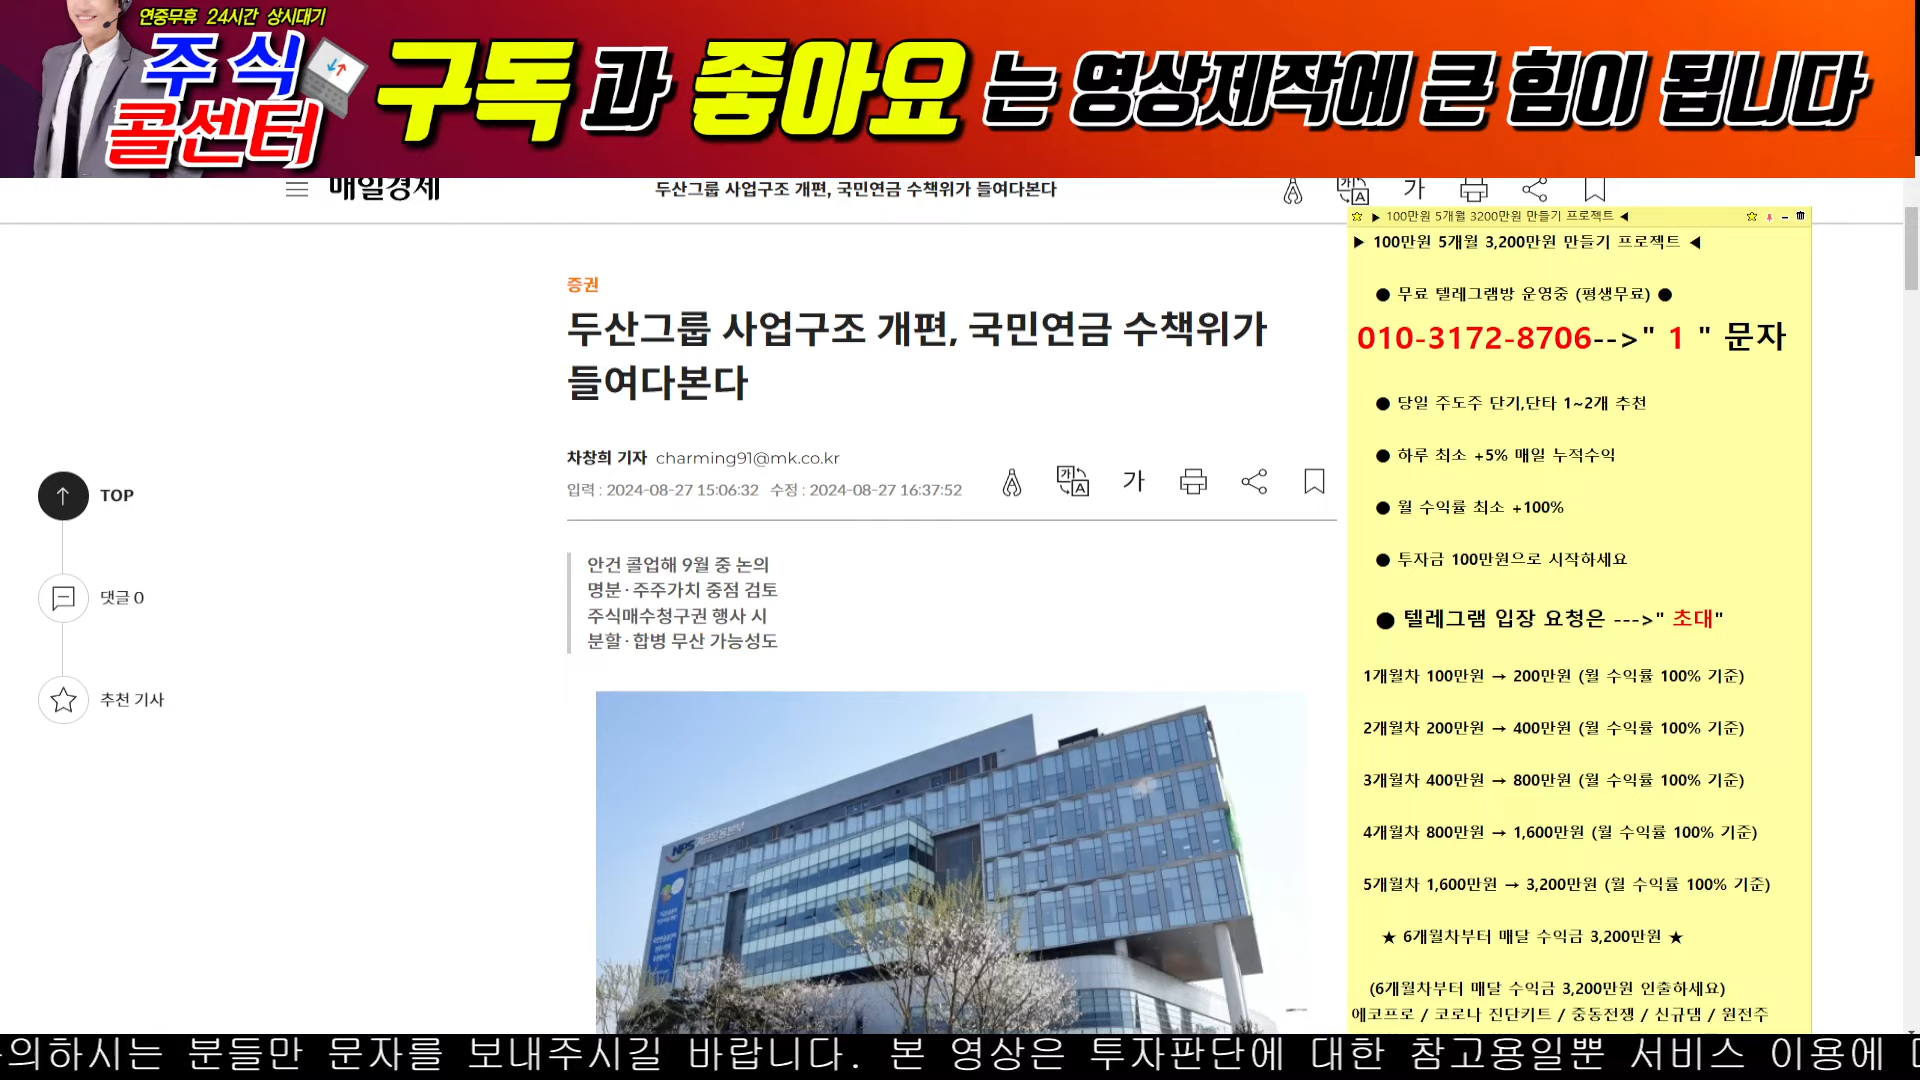 연중무휴 24시간 상시대기
주식
콜센터
구독과 좋아요는 영상제작에 큰 힘이 됩니다
매일경제
두산그룹 사업구조 개편, 국민연금 수책위가 들여다본다
가
증권
두산그룹 사업구조 개편, 국민연금 수책위가
들여다본다
차창희 기자 charming91@mk.co.kr
입력 : 2024-08-27 15:06:32 수정 : 2024-08-27 16:37:52
가
안건 콜업해 9월 중 논의
명분·주주가치 중점 검토
주식매수청구권 행사 시
분할·합병 무산 가능성도
TOP
댓글 0
추천 기사
NPS
▶ 100만원 5개월 3200만원 만들기 프로젝트 ◀
▶ 100만원 5개월 3,200만원 만들기 프로젝트 ◀
● 무료 텔레그램방 운영중 (평생무료) ●
010-3172-8706-->" 1 " 문자
● 당일 주도주 단기,단타 1~2개 추천
● 하루 최소 +5% 매일 누적수익
● 월 수익률 최소 +100%
● 투자금 100만원으로 시작하세요
● 텔레그램 입장 요청은 --->" 초대"
1개월차 100만원 → 200만원 (월 수익률 100% 기준)
2개월차 200만원 → 400만원 (월 수익률 100% 기준)
3개월차 400만원 → 800만원 (월 수익률 100% 기준)
4개월차 800만원 → 1,600만원 (월 수익률 100% 기준)
5개월차 1,600만원 → 3,200만원 (월 수익률 100% 기준)
★ 6개월차부터 매달 수익금 3,200만원 ★
(6개월차부터 매달 수익금 3,200만원 인출하세요)
에코프로 / 코로나 진단키트 / 중동전쟁 / 신규댐 / 원전주
의하시는 분들만 문자를 보내주시길 바랍니다. 본 영상은 투자판단에 대한 참고용일뿐 서비스 이용에